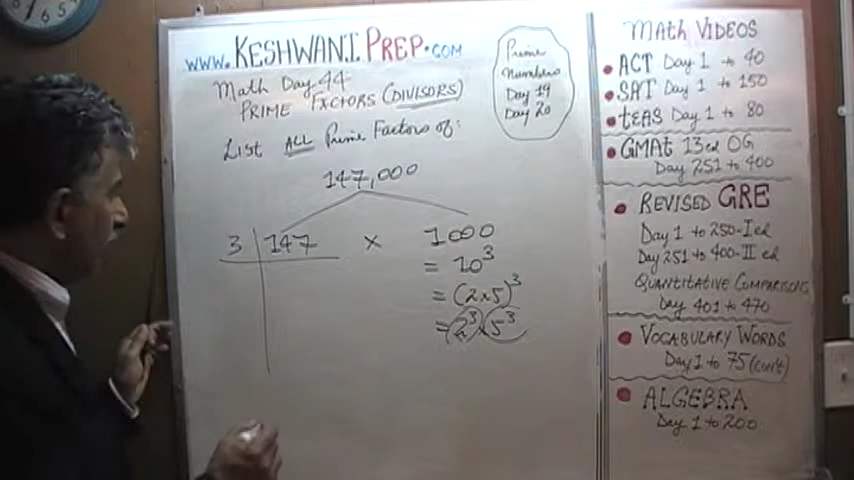 www.KESHWANIPREP.COM
Math Day 44
PRIME FACTORS (DIVISORS)
List ALL Prime Factors of:
147,000
3 147 x 1000
= 10³
= (2x5)³
= 2³ x 5³
Prime
Numbers
Day 19
Day 20
Math VIDEOS
ACT Day 1 to 40
SAT Day 1 to 150
tEAS Day 1 to 80
GMAt 13ed OG
Day 251 to 400
REVISED GRE
Day 1 to 250-I ed
Day 251 to 400-II ed
QUANTITATIVE COMPARISONS
Day 401 to 470
VOCABULARY WORDS
Day 1 to 75 (con't)
ALGEBRA
Day 1 to 200
6
5